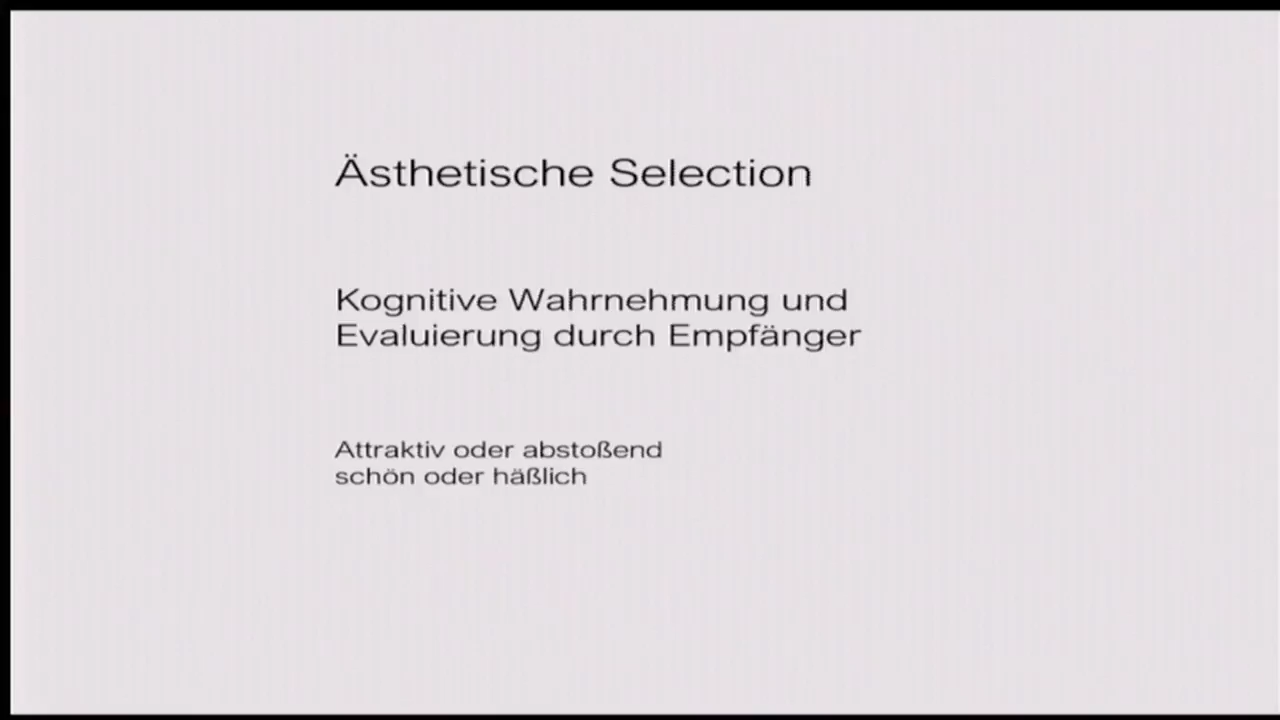 Ästhetische Selection
Kognitive Wahrnehmung und
Evaluierung durch Empfänger
Attraktiv oder abstoßend
schön oder häßlich